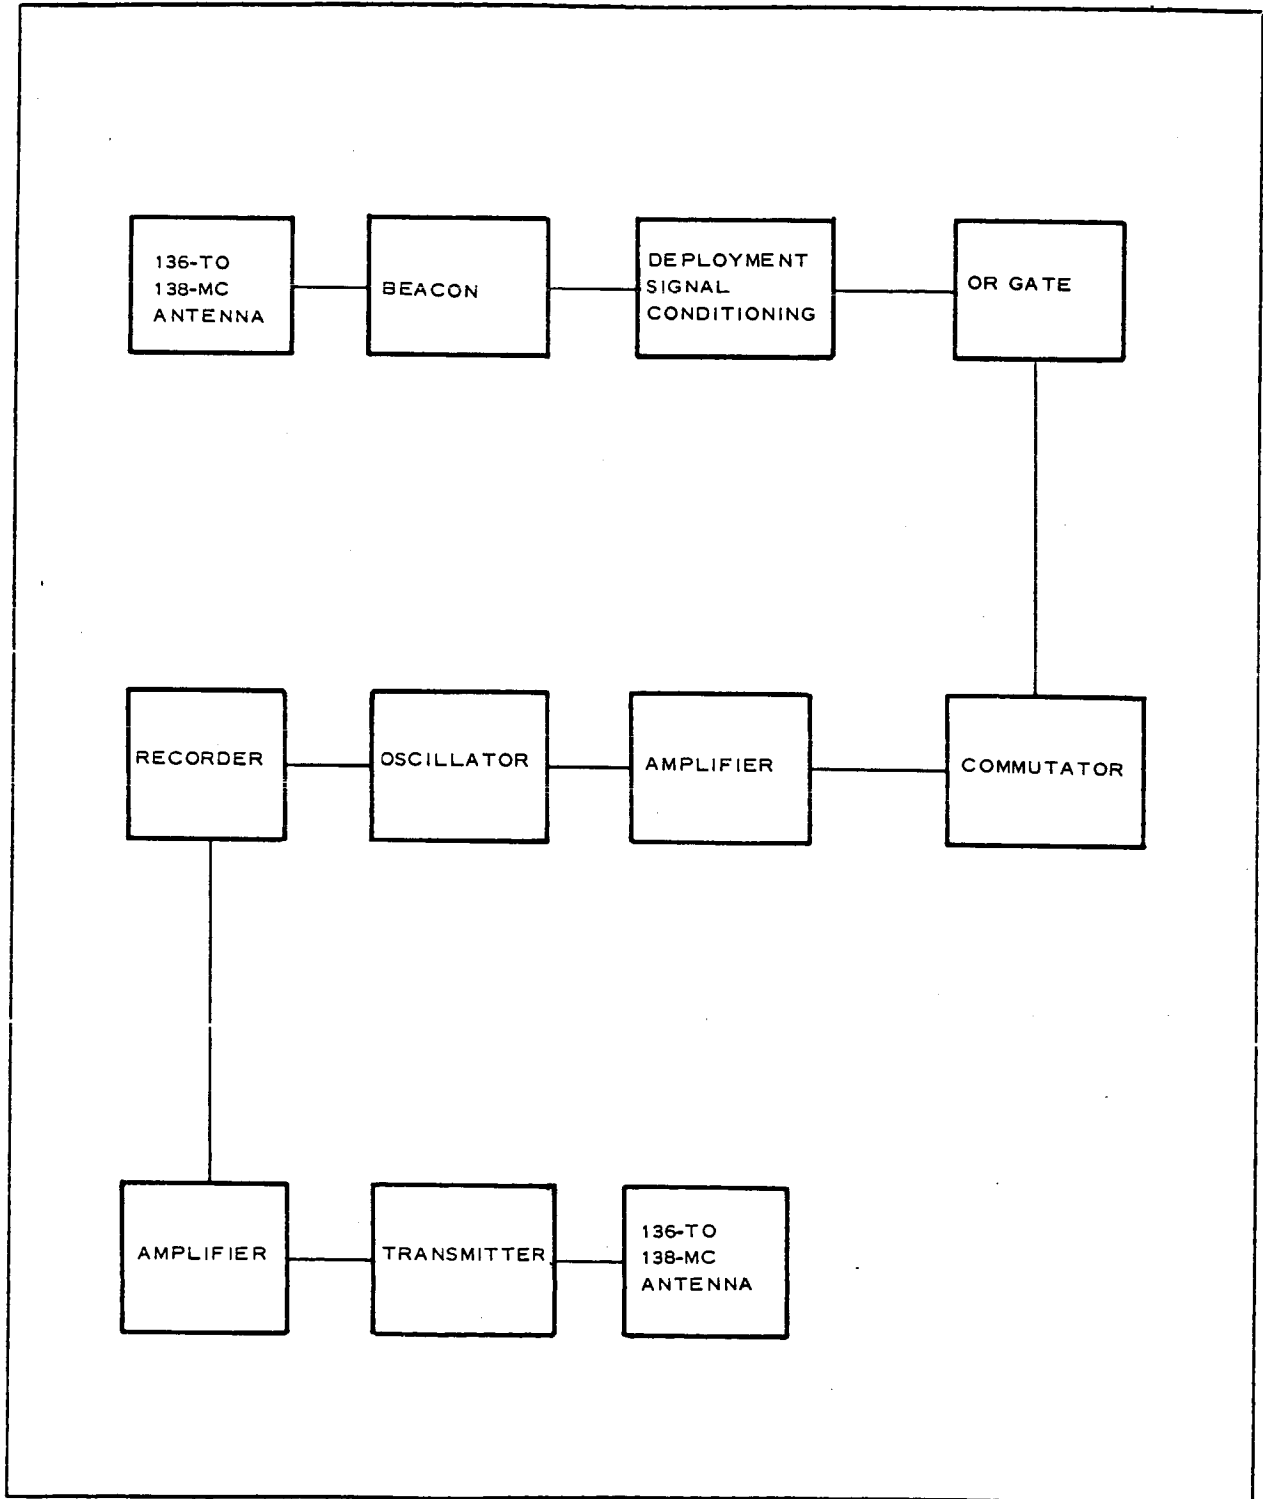 136-TO
138-MC
ANTENNA
BEACON
DEPLOYMENT
SIGNAL
CONDITIONING
OR GATE
RECORDER
OSCILLATOR
AMPLIFIER
COMMUTATOR
AMPLIFIER
TRANSMITTER
136-TO
138-MC
ANTENNA